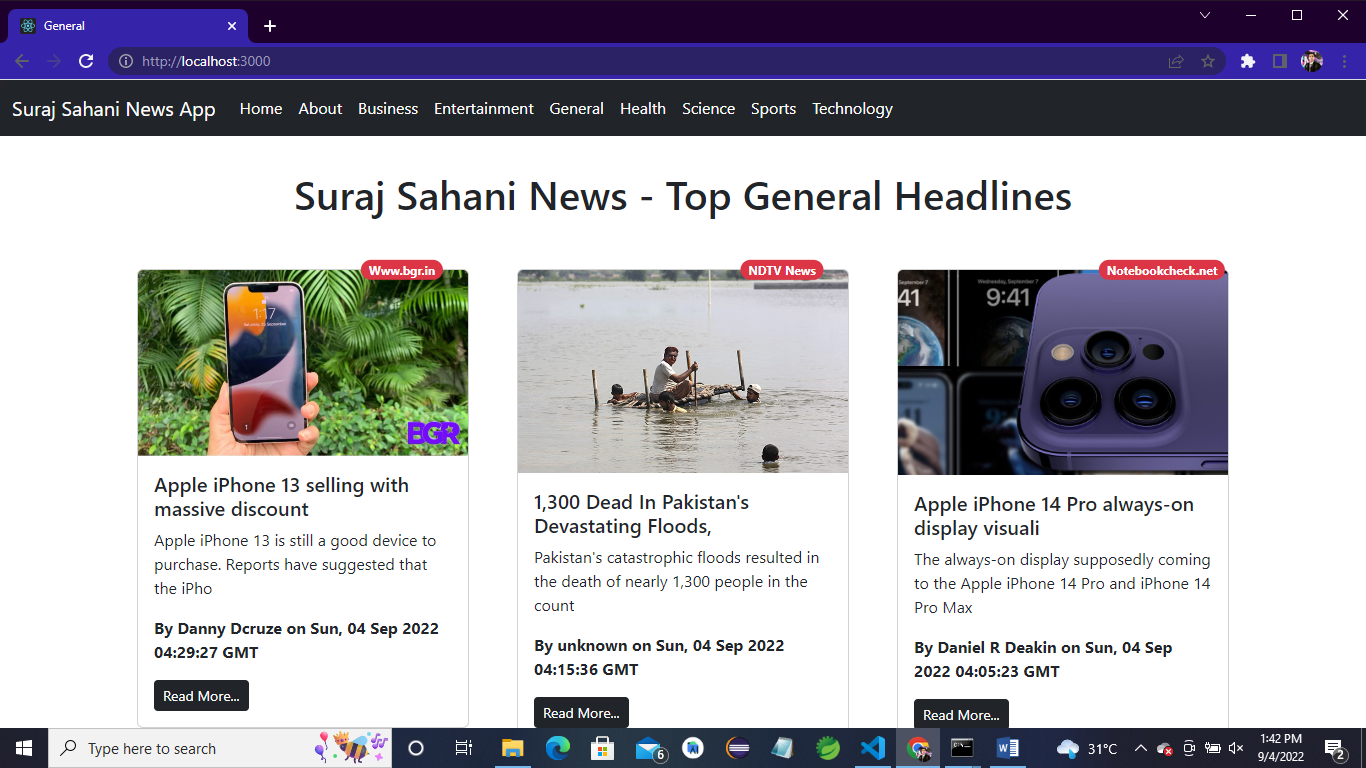 General
http://localhost:3000
Suraj Sahani News App Home About Business Entertainment General Health Science Sports Technology
Suraj Sahani News - Top General Headlines
Www.bgr.in
1:17
BGR
Apple iPhone 13 selling with
massive discount
Apple iPhone 13 is still a good device to
purchase. Reports have suggested that
the iPho
By Danny Dcruze on Sun, 04 Sep 2022
04:29:27 GMT
Read More...
NDTV News
1,300 Dead In Pakistan's
Devastating Floods,
Pakistan's catastrophic floods resulted in
the death of nearly 1,300 people in the
count
By unknown on Sun, 04 Sep 2022
04:15:36 GMT
Read More...
Notebookcheck.net
41
9:41
Apple iPhone 14 Pro always-on
display visuali
The always-on display supposedly coming
to the Apple iPhone 14 Pro and iPhone 14
Pro Max
By Daniel R Deakin on Sun, 04 Sep
2022 04:05:23 GMT
Read More...
Type here to search
6
31°C
1:42 PM
9/4/2022
2